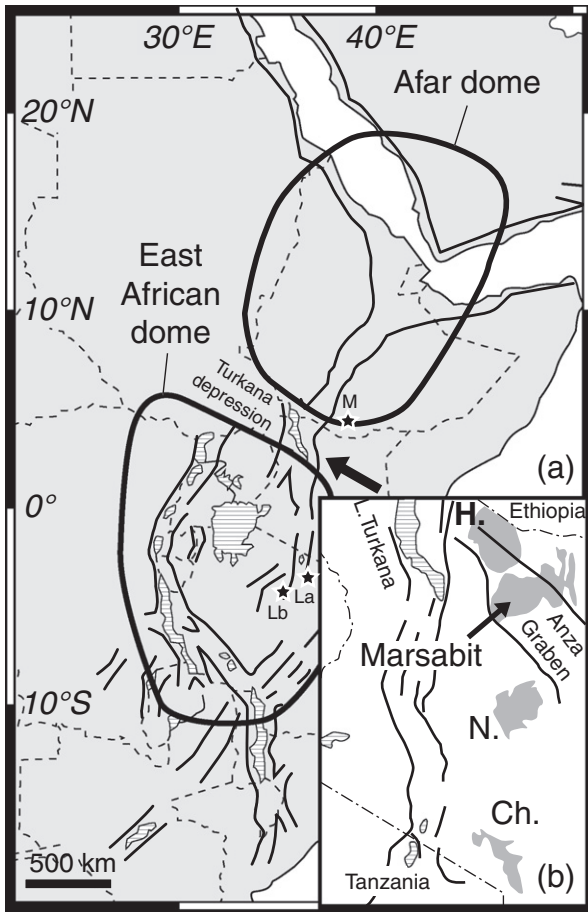 30°E
40°E
20°N
Afar dome
East
African
dome
10°N
Turkana
depression
M
(a)
0°
La
Lb
10°S
500 km
H.
Ethiopia
L.Turkana
Anza
Graben
Marsabit
N.
Ch.
Tanzania
(b)